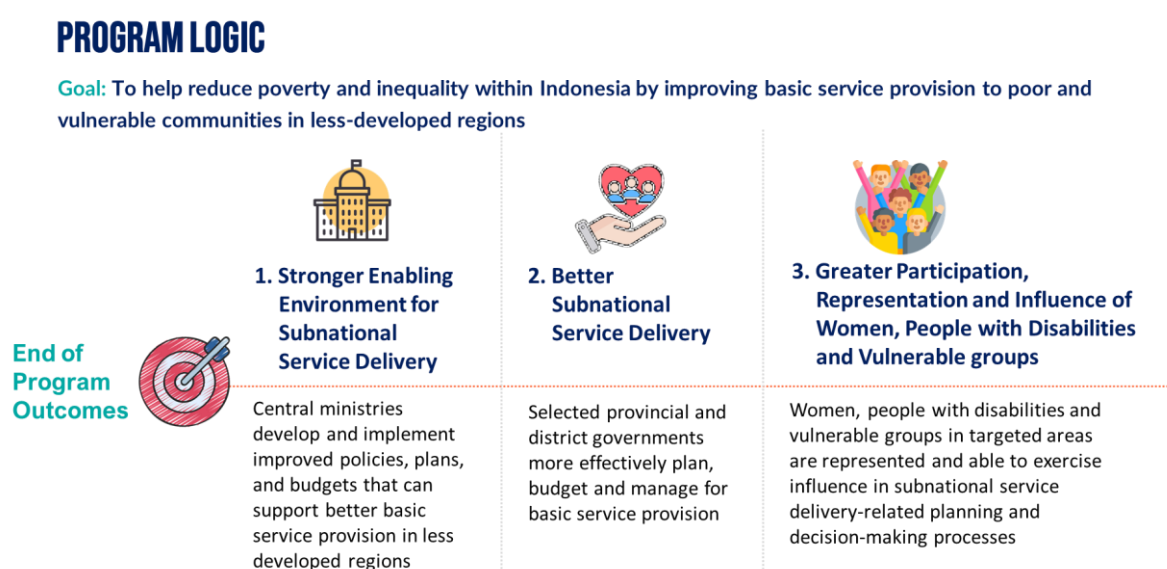 PROGRAM LOGIC
Goal: To help reduce poverty and inequality within Indonesia by improving basic service provision to poor and
vulnerable communities in less-developed regions
1. Stronger Enabling
Environment for
Subnational
Service Delivery
2. Better
Subnational
Service Delivery
3. Greater Participation,
Representation and Influence of
Women, People with Disabilities
and Vulnerable groups
End of
Program
Outcomes
Central ministries
develop and implement
improved policies, plans,
and budgets that can
support better basic
service provision in less
developed regions
Selected provincial and
district governments
more effectively plan,
budget and manage for
basic service provision
Women, people with disabilities and
vulnerable groups in targeted areas
are represented and able to exercise
influence in subnational service
delivery-related planning and
decision-making processes